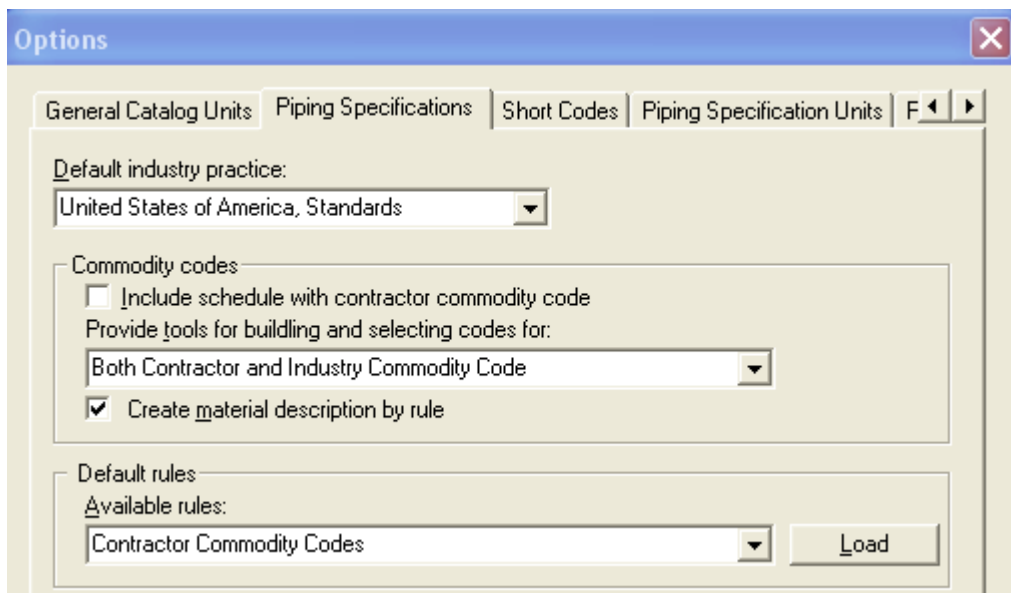 Options
General Catalog Units Piping Specifications Short Codes Piping Specification Units F
Default industry practice:
United States of America, Standards
Commodity codes
Include schedule with contractor commodity code
Provide tools for buildling and selecting codes for:
Both Contractor and Industry Commodity Code
Create material description by rule
Default rules
Available rules:
Contractor Commodity Codes Load